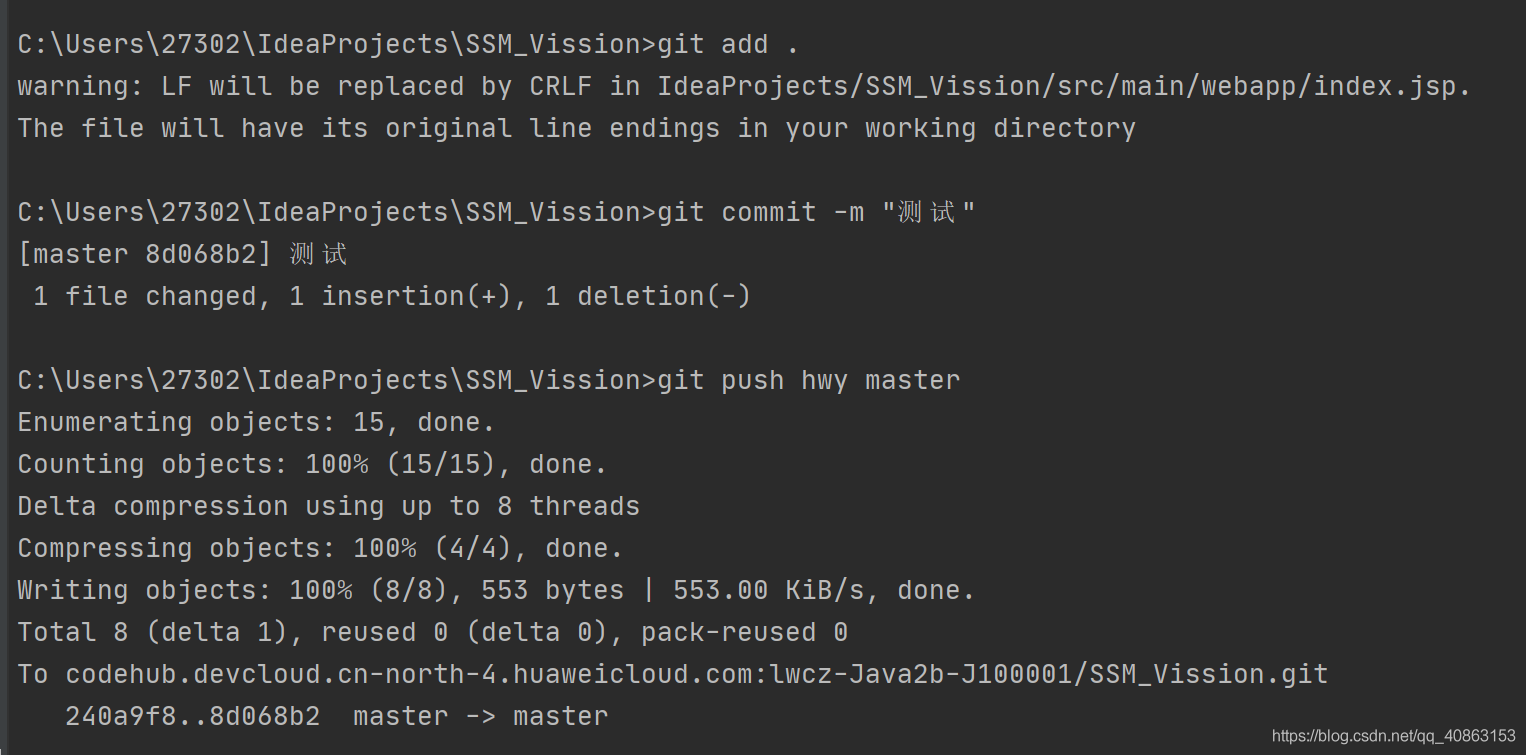 C:\Users\27302\IdeaProjects\SSM_Vission>git add .
warning: LF will be replaced by CRLF in IdeaProjects/SSM_Vission/src/main/webapp/index.jsp.
The file will have its original line endings in your working directory
C:\Users\27302\IdeaProjects\SSM_Vission>git commit -m "测试"
[master 8d068b2] 测试
 1 file changed, 1 insertion(+), 1 deletion(-)
C:\Users\27302\IdeaProjects\SSM_Vission>git push hwy master
Enumerating objects: 15, done.
Counting objects: 100% (15/15), done.
Delta compression using up to 8 threads
Compressing objects: 100% (4/4), done.
Writing objects: 100% (8/8), 553 bytes | 553.00 KiB/s, done.
Total 8 (delta 1), reused 0 (delta 0), pack-reused 0
To codehub.devcloud.cn-north-4.huaweicloud.com:lwcz-Java2b-J100001/SSM_Vission.git
   240a9f8..8d068b2  master -> master
https://blog.csdn.net/qq_40863153